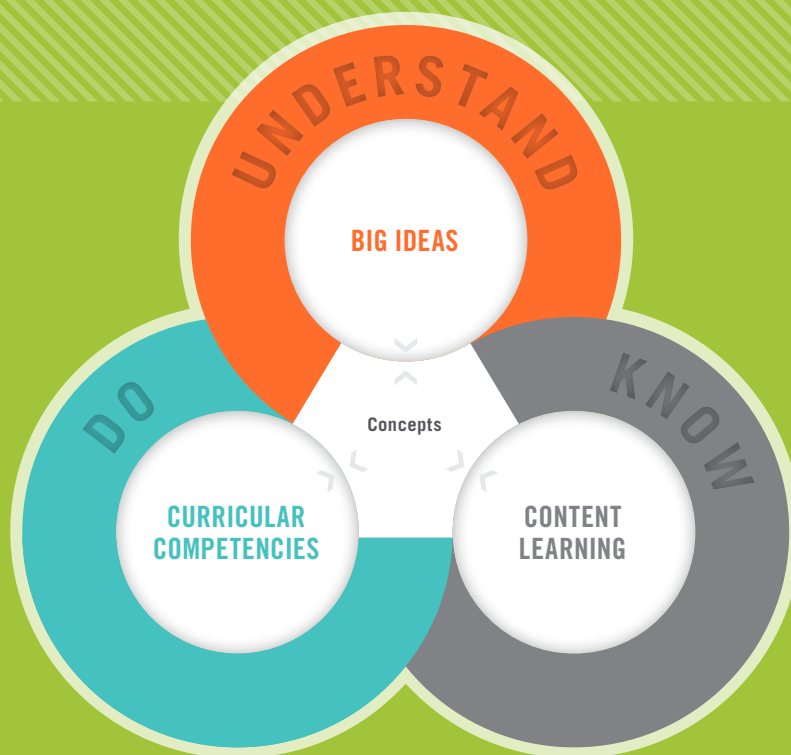 UNDERSTAND
BIG IDEAS
Concepts
DO
CURRICULAR
COMPETENCIES
KNOW
CONTENT
LEARNING